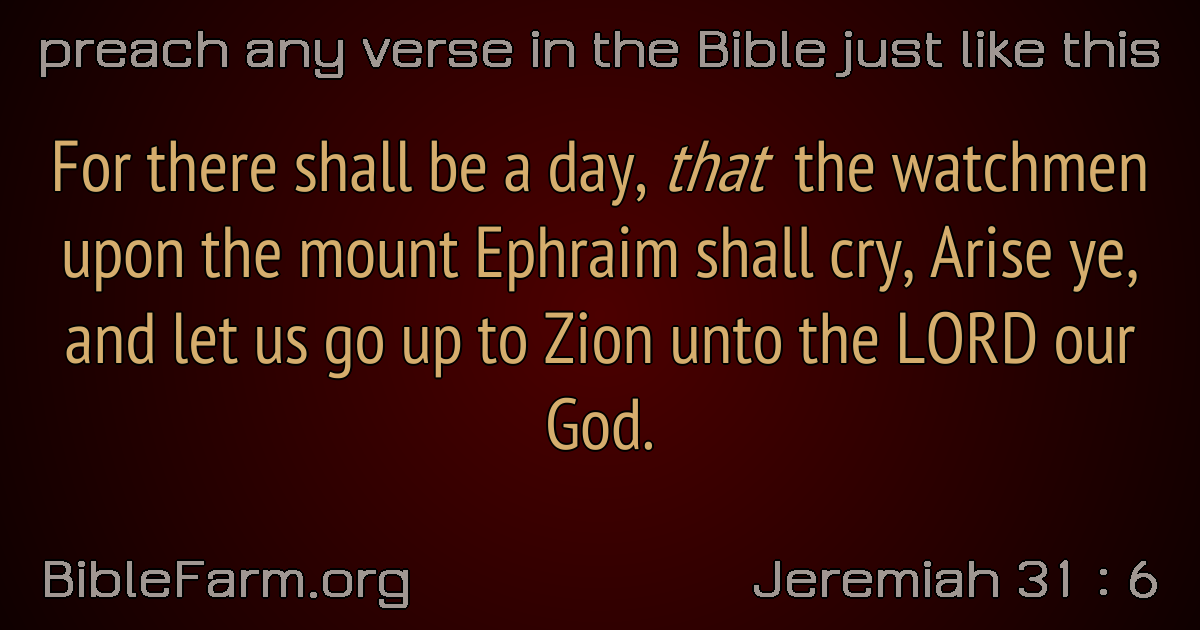 preach any verse in the Bible just like this
For there shall be a day, that the watchmen
upon the mount Ephraim shall cry, Arise ye,
and let us go up to Zion unto the LORD our
God.
BibleFarm.org
Jeremiah 31 : 6